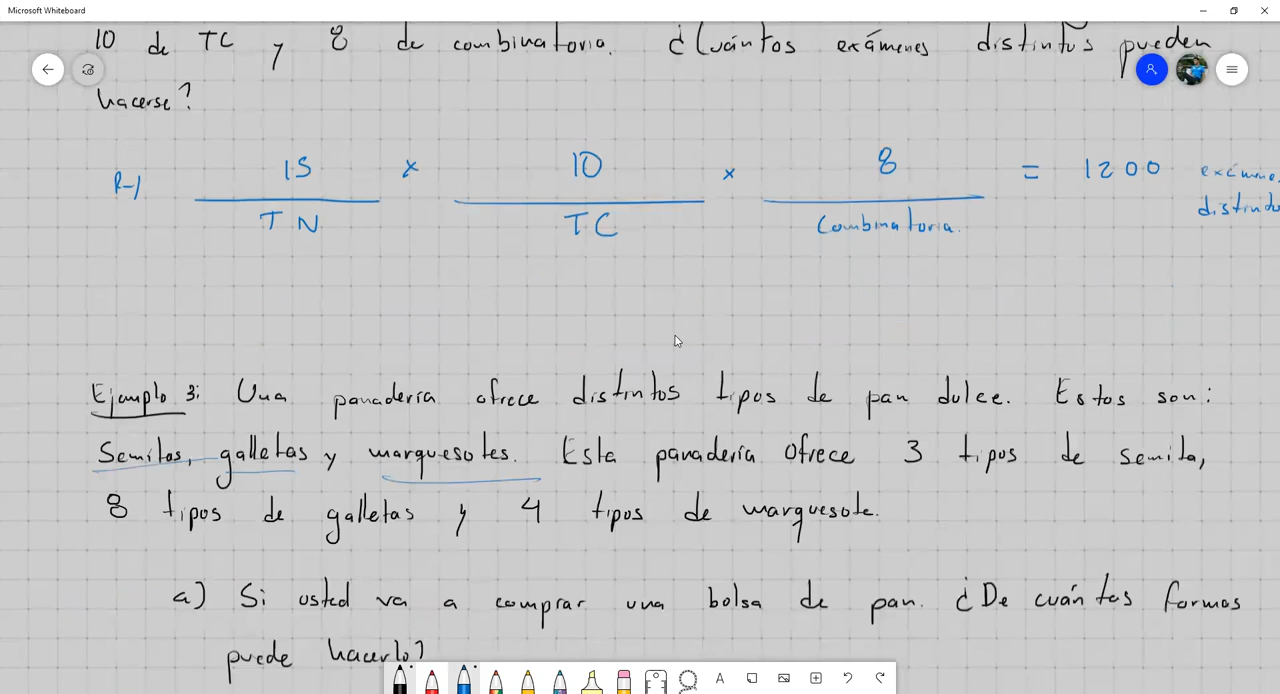 Microsoft Whiteboard
10 de TC y 8 de combinatoria. ¿Cuántos exámenes distintos pueden
hacerse?
R-/ 15 x 10 x 8 = 1200 exámene
TN TC Combinatoria. distinto
Ejemplo 3: Una panadería ofrece distintos tipos de pan dulce. Estos son:
Semitas, galletas y marquesotes. Esta panadería ofrece 3 tipos de semita,
8 tipos de galletas y 4 tipos de marquesote.
a) Si usted va a comprar una bolsa de pan. ¿De cuántas formas
puede hacerlo?
A